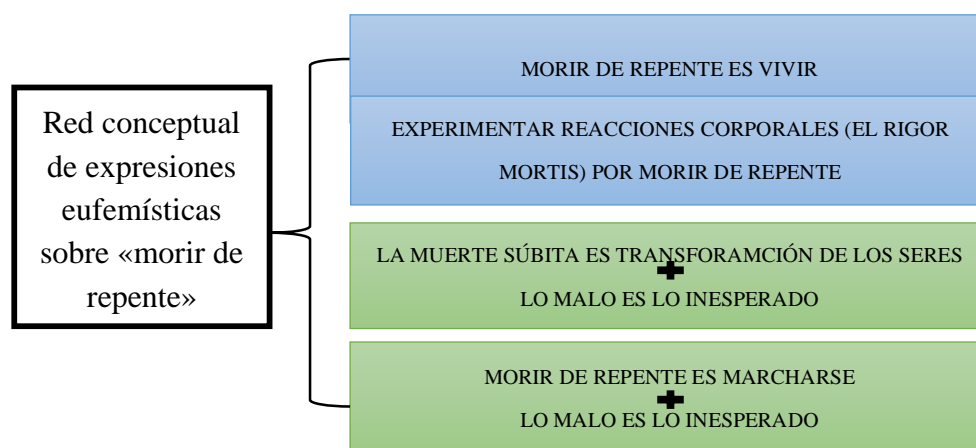 Red conceptual
de expresiones
eufemísticas
sobre «morir de
repente»
MORIR DE REPENTE ES VIVIR
EXPERIMENTAR REACCIONES CORPORALES (EL RIGOR
MORTIS) POR MORIR DE REPENTE
LA MUERTE SÚBITA ES TRANSFORAMCIÓN DE LOS SERES
LO MALO ES LO INESPERADO
MORIR DE REPENTE ES MARCHARSE
LO MALO ES LO INESPERADO